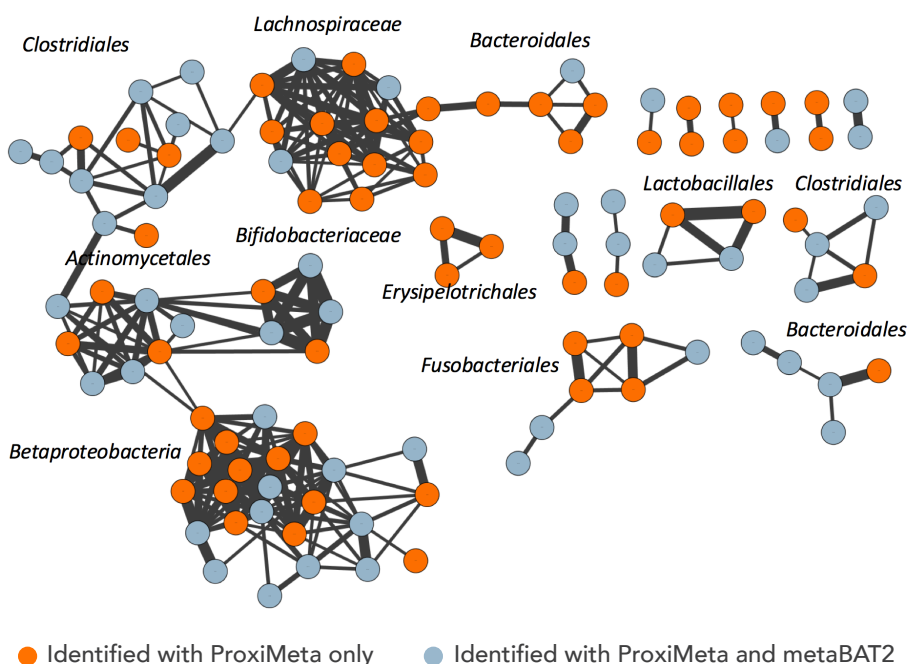 Lachnospiraceae
Clostridiales
Bacteroidales
Lactobacillales
Clostridiales
Bifidobacteriaceae
Actinomycetales
Erysipelotrichales
Bacteroidales
Fusobacteriales
Betaproteobacteria
Identified with ProxiMeta only
Identified with ProxiMeta and metaBAT2